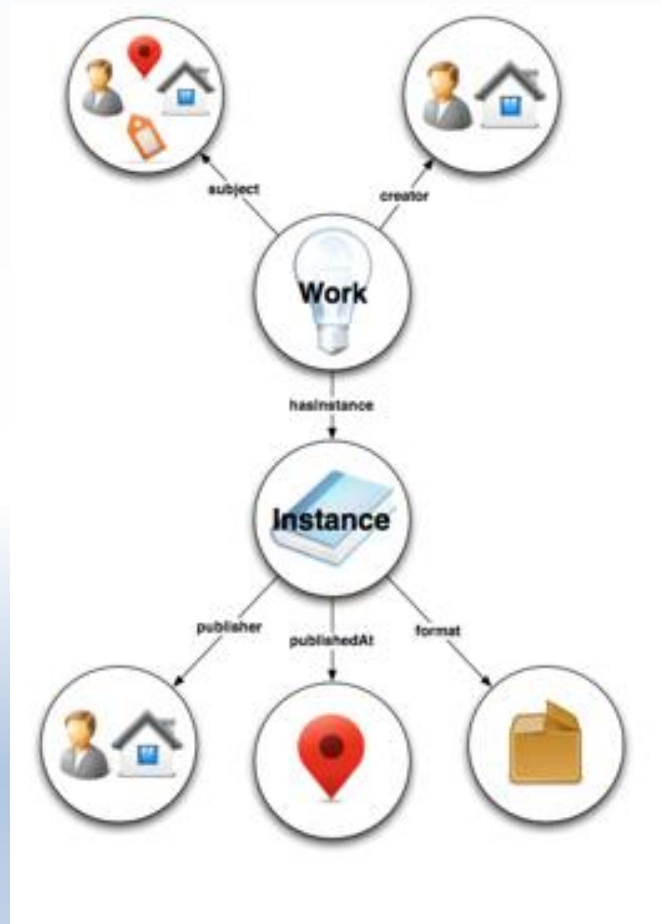 subject
creator
Work
hasInstance
Instance
publisher
publishedAt
format